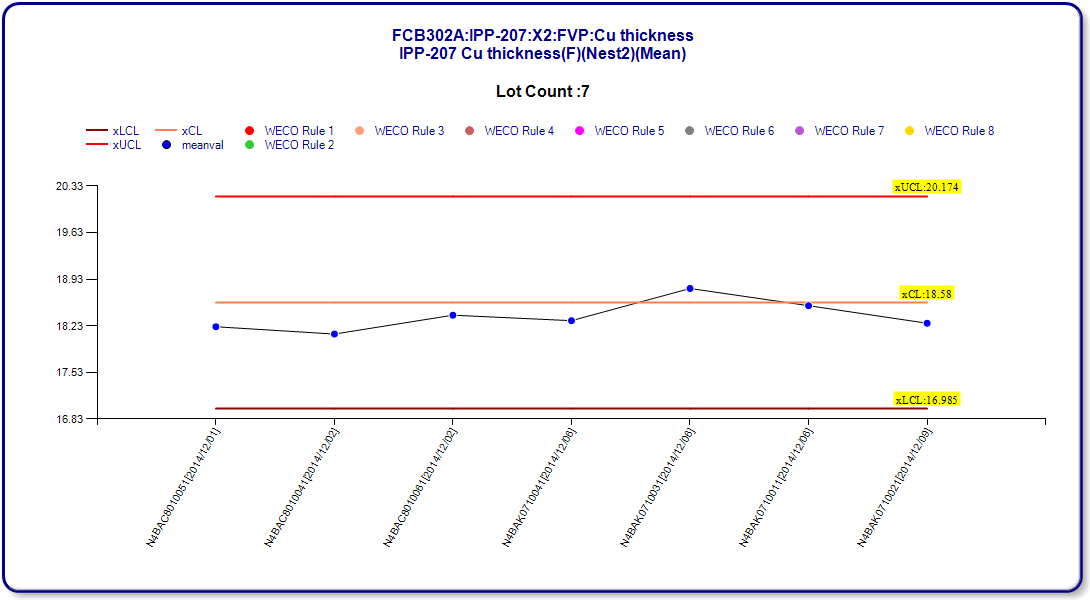 FCB302A:IPP-207:X2:FVP:Cu thickness
IPP-207 Cu thickness(F)(Nest2)(Mean)
Lot Count :7
xLCL xCL WECO Rule 1 WECO Rule 3 WECO Rule 4 WECO Rule 5 WECO Rule 6 WECO Rule 7 WECO Rule 8
xUCL meanval WECO Rule 2
20.33
xUCL:20.174
19.63
18.93
xCL:18.58
18.23
17.53
xLCL:16.985
16.83
N4BAC8010051[2014/12/01]
N4BAC8010041[2014/12/02]
N4BAC8010061[2014/12/02]
N4BAK0710041[2014/12/06]
N4BAK0710031[2014/12/06]
N4BAK0710011[2014/12/06]
N4BAK0710021[2014/12/09]